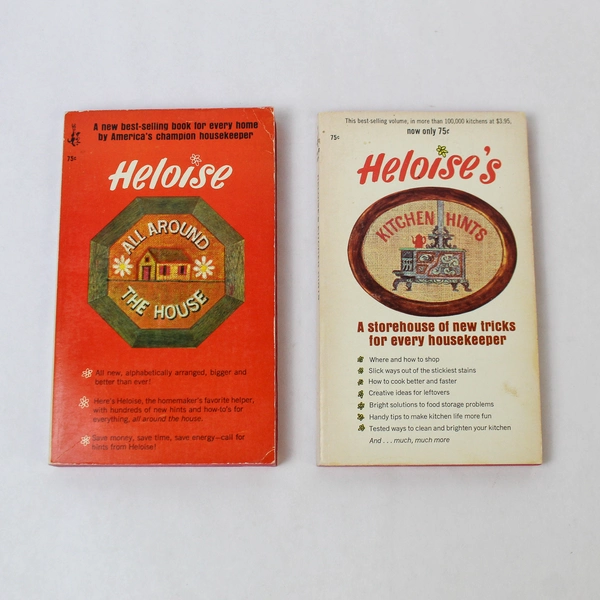 A new best-selling book for every home
by America's champion housekeeper
75¢
Heloise
ALL AROUND
THE HOUSE
All new, alphabetically arranged, bigger and
better than ever!
Here's Heloise, the homemaker's favorite helper,
with hundreds of new hints and how-to's for
everything, all around the house.
Save money, save time, save energy—call for
hints from Heloise!
This best-selling volume, in more than 100,000 kitchens at $3.95,
now only 75¢
75¢
Heloise's
KITCHEN HINTS
A storehouse of new tricks
for every housekeeper
Where and how to shop
Slick ways out of the stickiest stains
How to cook better and faster
Creative ideas for leftovers
Bright solutions to food storage problems
Handy tips to make kitchen life more fun
Tested ways to clean and brighten your kitchen
And . . . much, much more